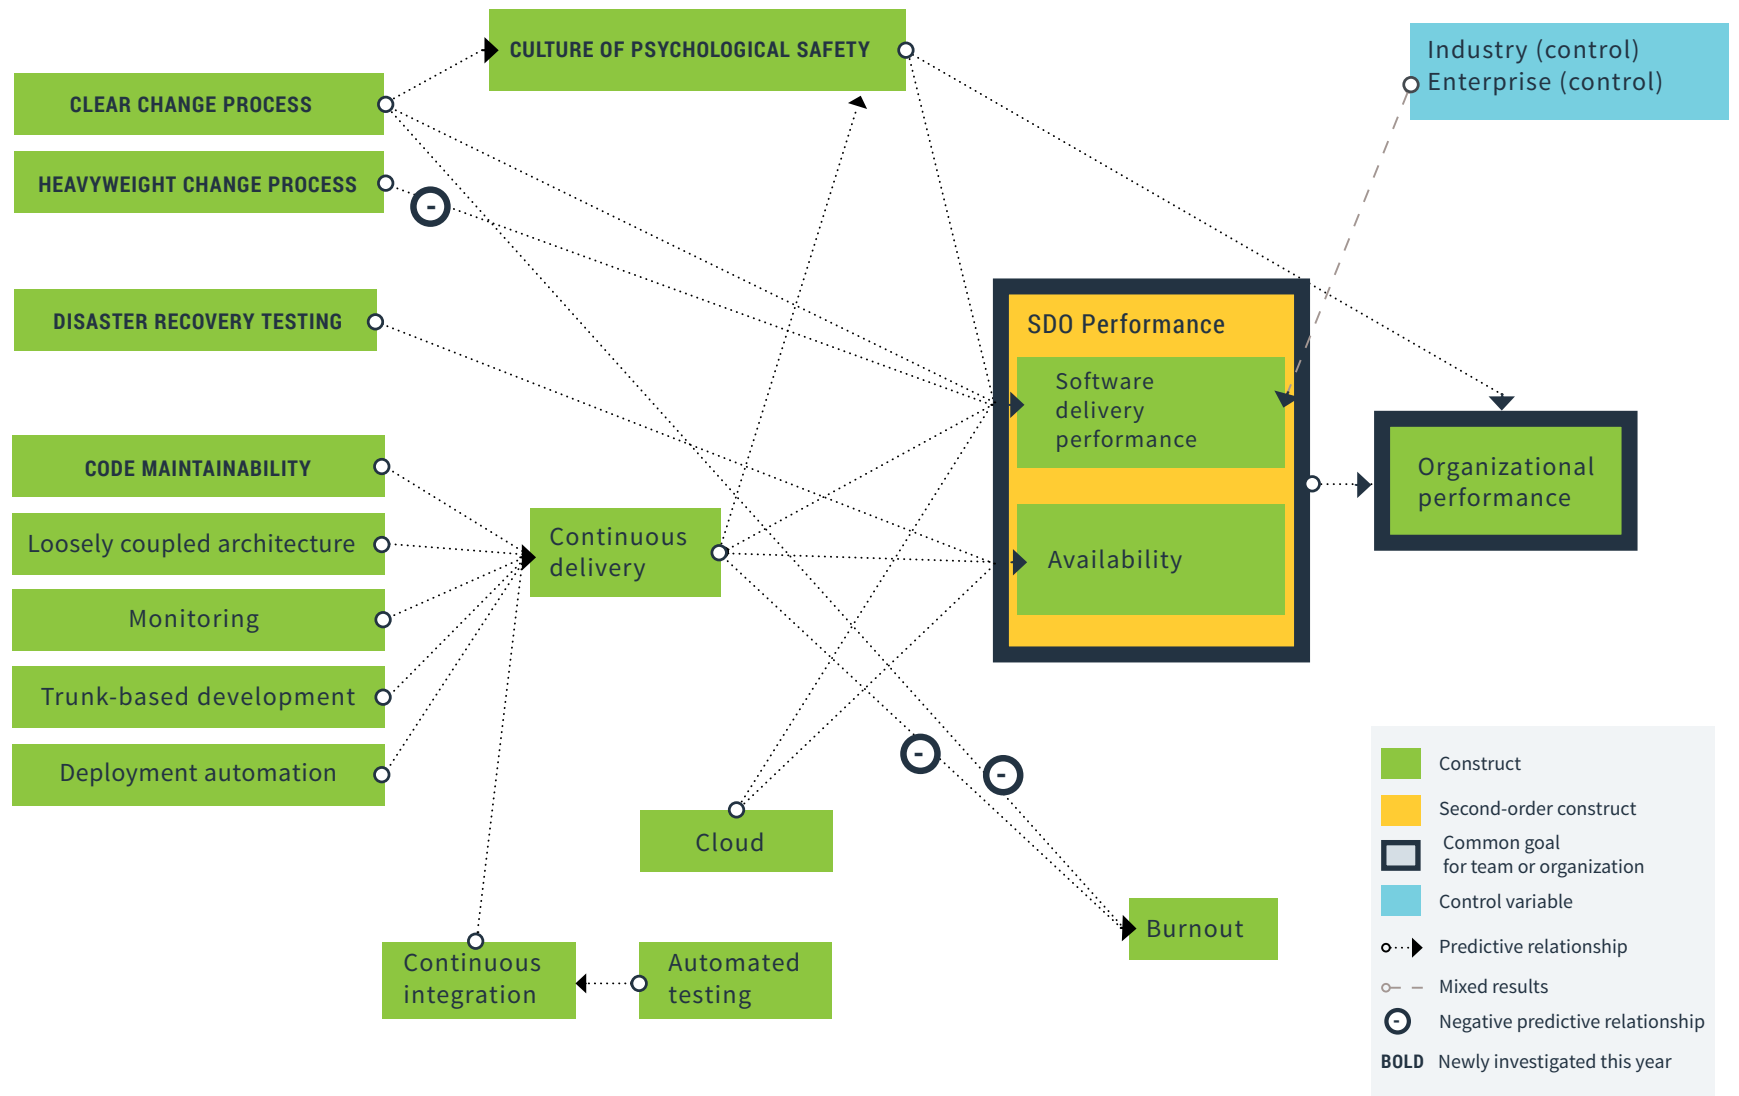 CULTURE OF PSYCHOLOGICAL SAFETY
Industry (control)
Enterprise (control)
CLEAR CHANGE PROCESS
HEAVYWEIGHT CHANGE PROCESS
-
DISASTER RECOVERY TESTING
SDO Performance
Software
delivery
performance
CODE MAINTAINABILITY
Loosely coupled architecture
Monitoring
Trunk-based development
Deployment automation
Continuous
delivery
Availability
Organizational
performance
-
-
Cloud
Burnout
Continuous
integration
Automated
testing
Construct
Second-order construct
Common goal
for team or organization
Control variable
Predictive relationship
Mixed results
- Negative predictive relationship
BOLD Newly investigated this year